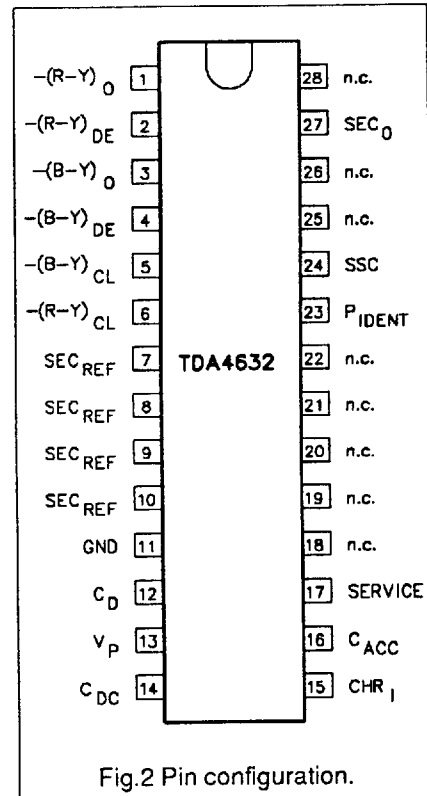 -(R-Y)O 1 28 n.c.
-(R-Y)DE 2 27 SECO
-(B-Y)O 3 26 n.c.
-(B-Y)DE 4 25 n.c.
-(B-Y)CL 5 24 SSC
-(R-Y)CL 6 23 PIDENT
SECREF 7 TDA4632 22 n.c.
SECREF 8 21 n.c.
SECREF 9 20 n.c.
SECREF 10 19 n.c.
GND 11 18 n.c.
CD 12 17 SERVICE
VP 13 16 CACC
CDC 14 15 CHRI
Fig.2 Pin configuration.